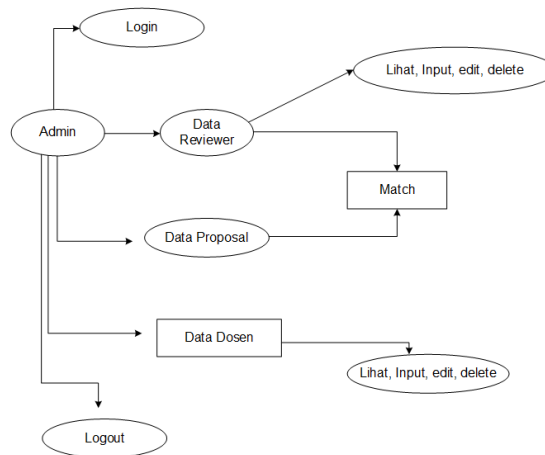 Login
Lihat, Input, edit, delete
Admin
Data
Reviewer
Match
Data Proposal
Data Dosen
Lihat, Input, edit, delete
Logout